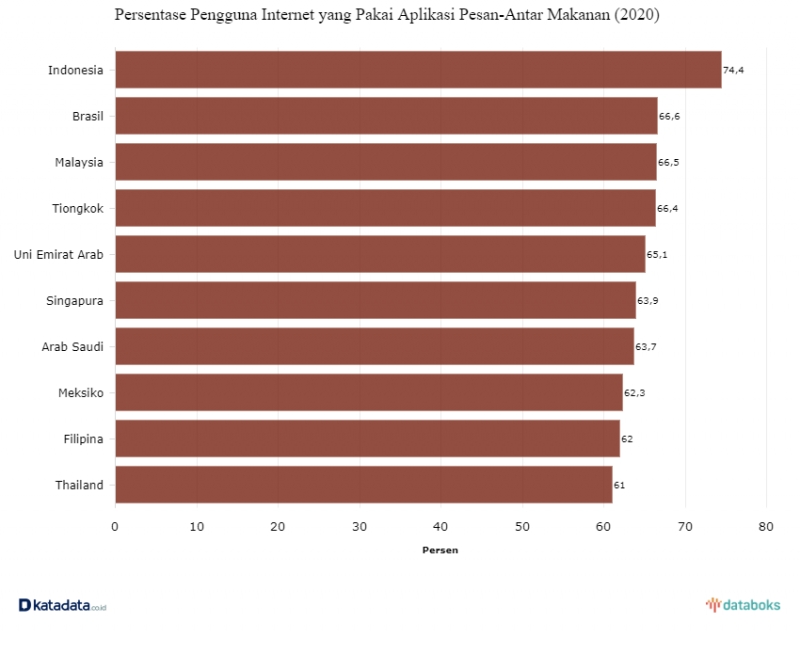 Persentase Pengguna Internet yang Pakai Aplikasi Pesan-Antar Makanan (2020)
Indonesia 74,4
Brasil 66,6
Malaysia 66,5
Tiongkok 66,4
Uni Emirat Arab 65,1
Singapura 63,9
Arab Saudi 63,7
Meksiko 62,3
Filipina 62
Thailand 61
0 10 20 30 40 50 60 70 80
Persen
Dkatadata.co.id databoks